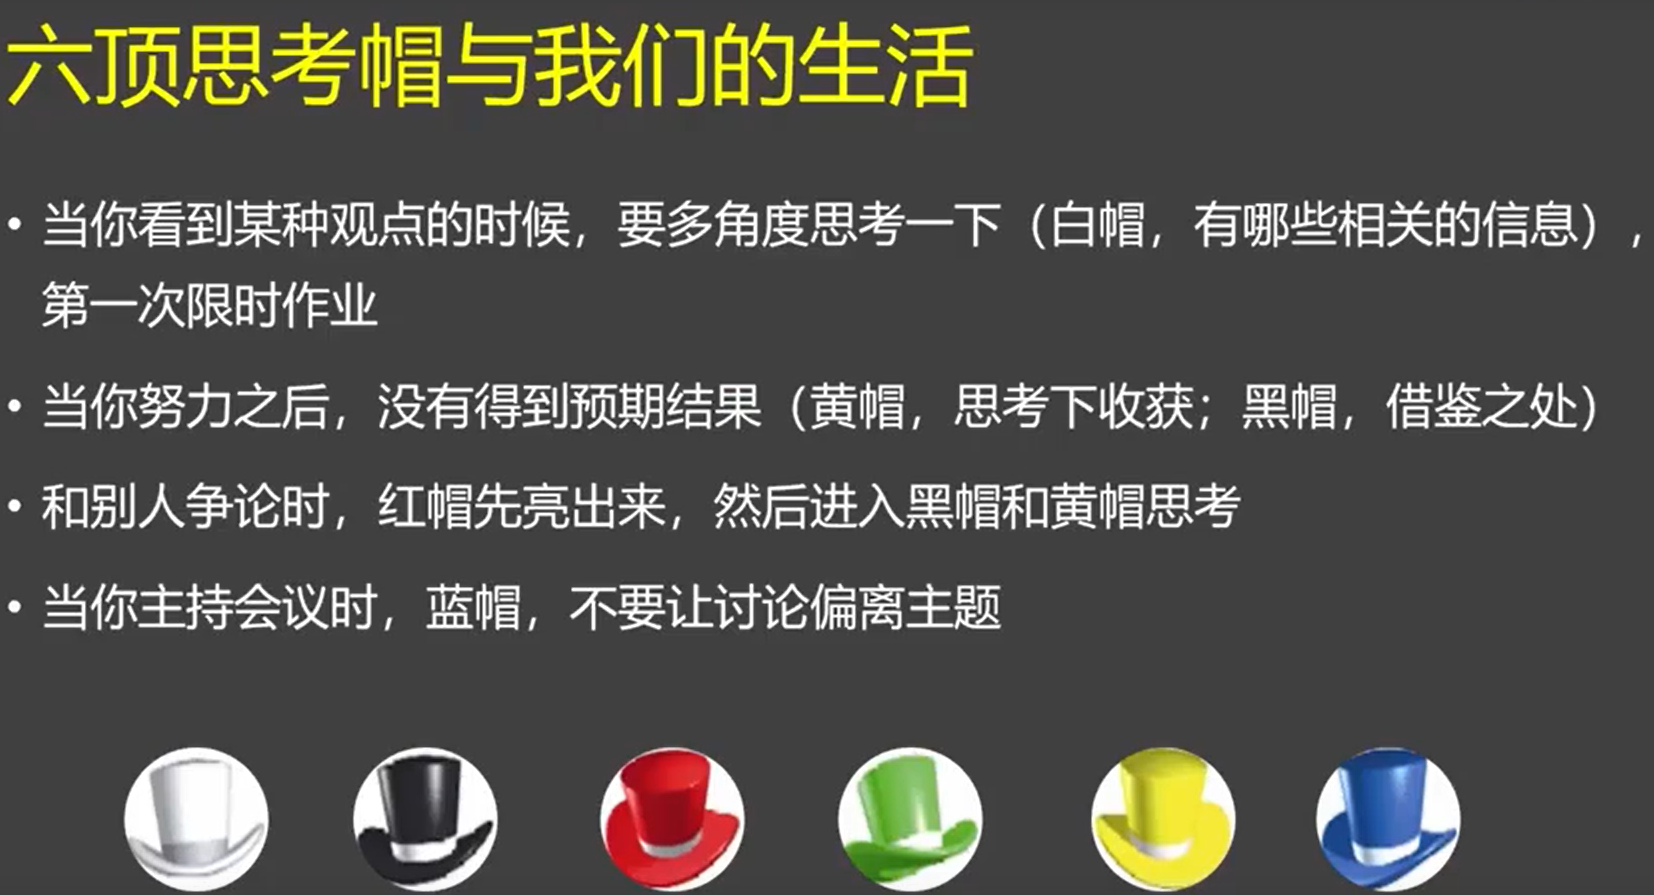 六顶思考帽与我们的生活
• 当你看到某种观点的时候，要多角度思考一下（白帽，有哪些相关的信息），
第一次限时作业
• 当你努力之后，没有得到预期结果（黄帽，思考下收获；黑帽，借鉴之处）
• 和别人争论时，红帽先亮出来，然后进入黑帽和黄帽思考
• 当你主持会议时，蓝帽，不要让讨论偏离主题